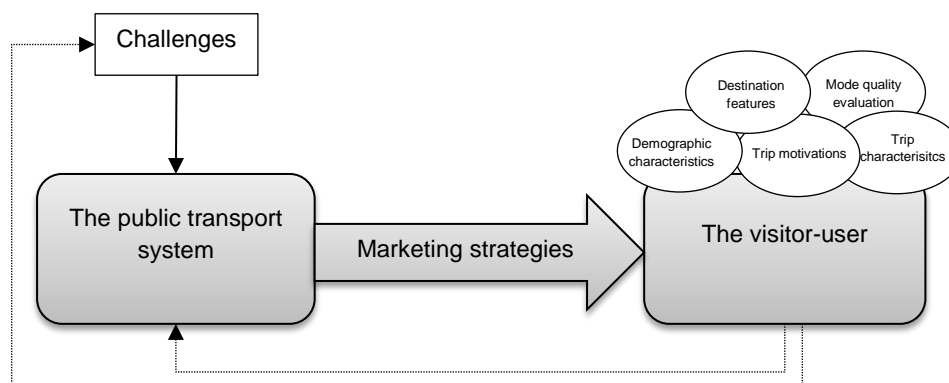 Challenges
Destination
features
Mode quality
evaluation
Demographic
characteristics
Trip motivations
Trip
characterisitcs
The public transport
system
Marketing strategies
The visitor-user